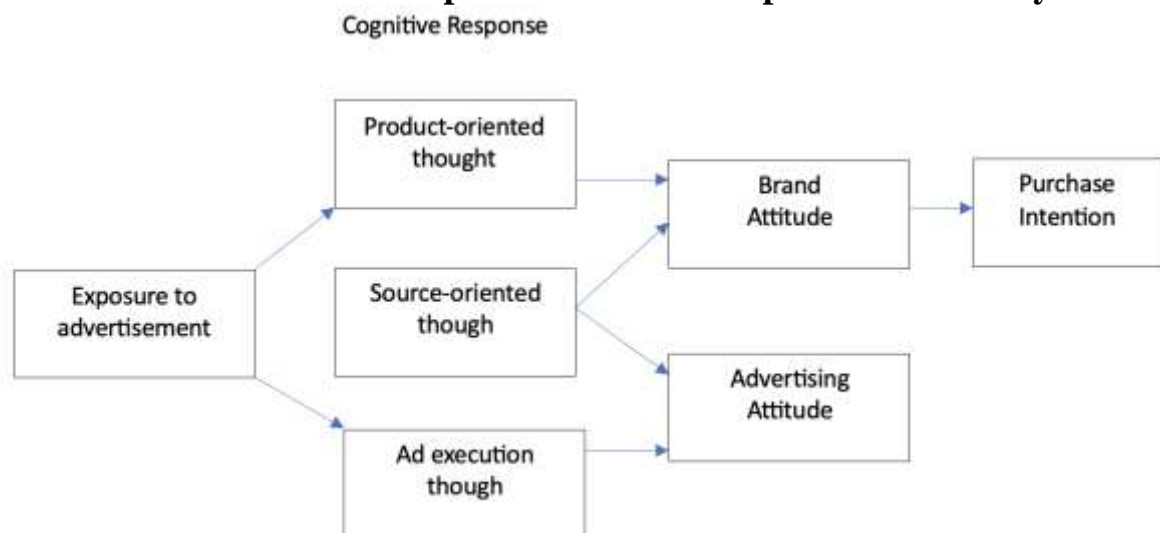 Cognitive Response
Product-oriented
thought
Brand
Attitude
Purchase
Intention
Exposure to
advertisement
Source-oriented
though
Advertising
Attitude
Ad execution
though